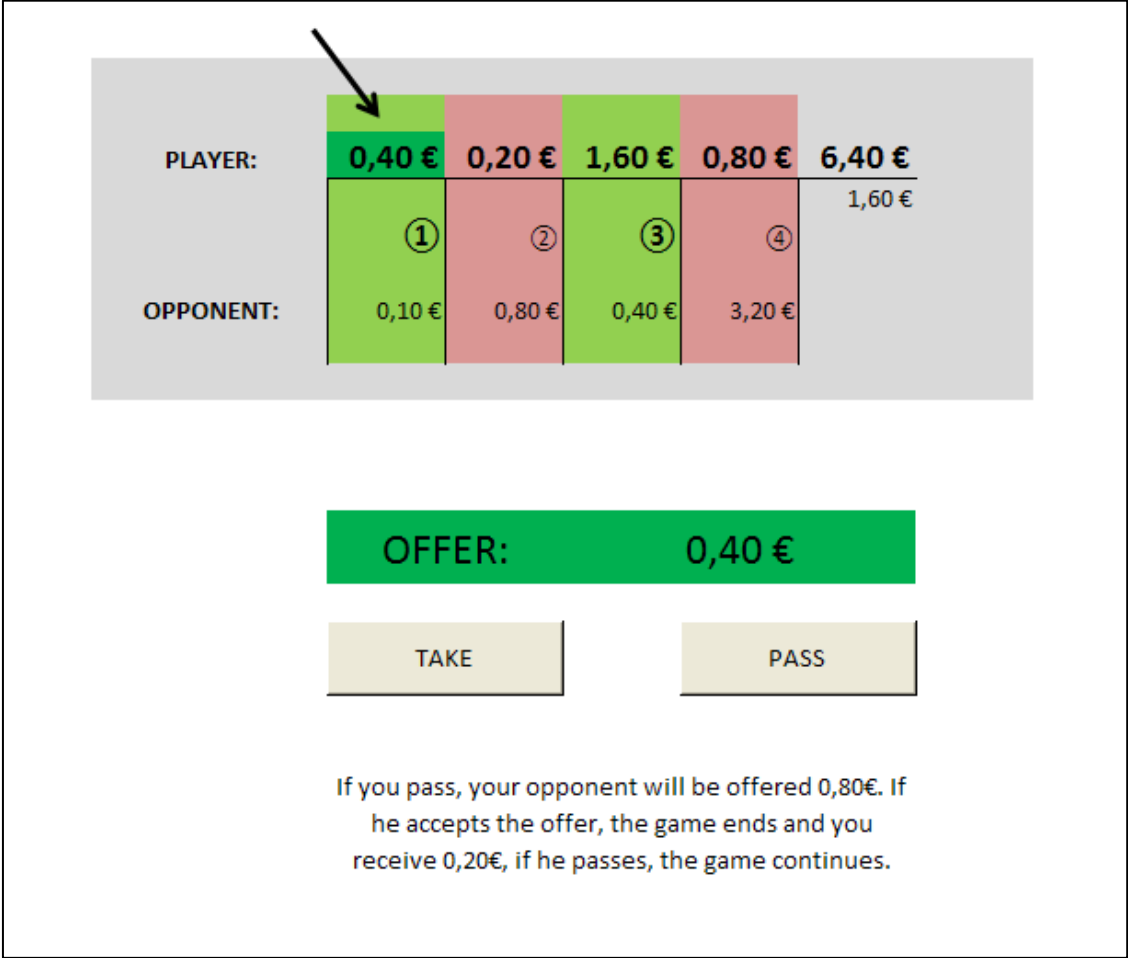 PLAYER: 0,40 € 0,20 € 1,60 € 0,80 € 6,40 €
1,60 €
① ② ③ ④
OPPONENT: 0,10 € 0,80 € 0,40 € 3,20 €
OFFER: 0,40 €
TAKE PASS
If you pass, your opponent will be offered 0,80€. If
he accepts the offer, the game ends and you
receive 0,20€, if he passes, the game continues.